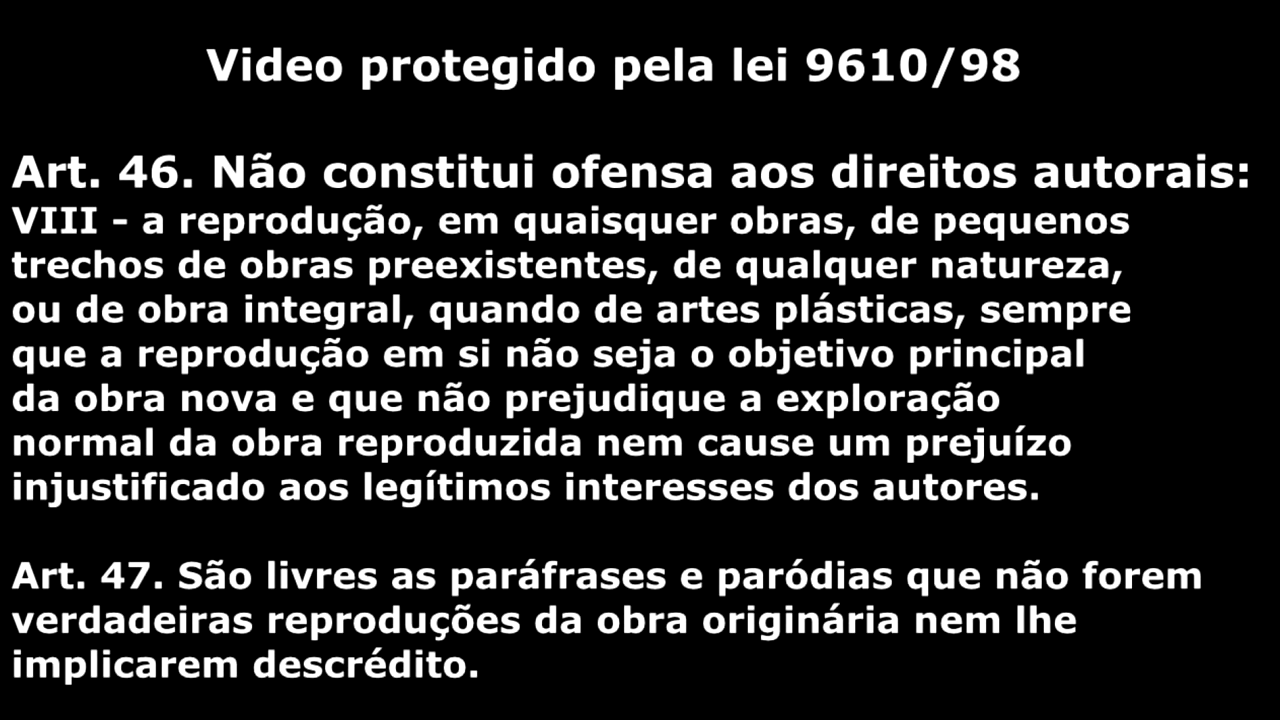 Video protegido pela lei 9610/98
Art. 46. Não constitui ofensa aos direitos autorais:
VIII - a reprodução, em quaisquer obras, de pequenos
trechos de obras preexistentes, de qualquer natureza,
ou de obra integral, quando de artes plásticas, sempre
que a reprodução em si não seja o objetivo principal
da obra nova e que não prejudique a exploração
normal da obra reproduzida nem cause um prejuízo
injustificado aos legítimos interesses dos autores.
Art. 47. São livres as paráfrases e paródias que não forem
verdadeiras reproduções da obra originária nem lhe
implicarem descrédito.